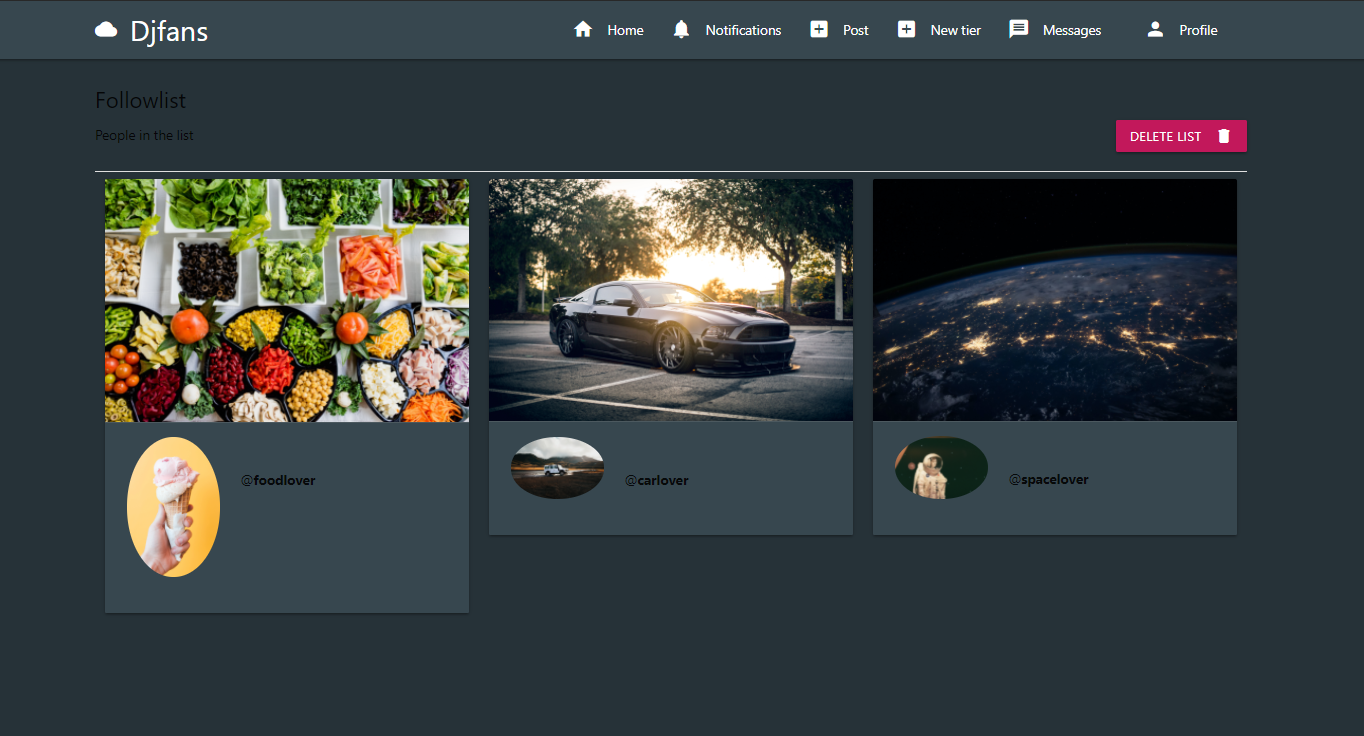 Djfans
Home Notifications Post New tier Messages Profile
Followlist
People in the list
DELETE LIST
@foodlover
@carlover
@spacelover